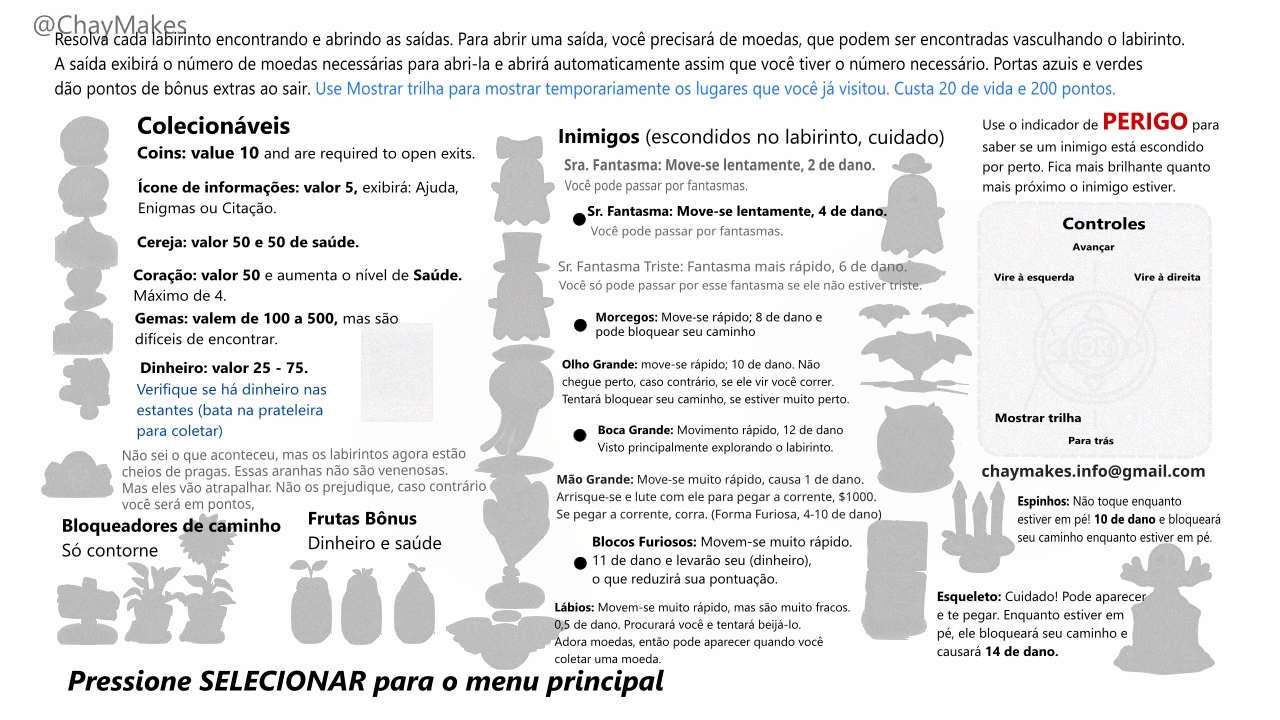 @ChayMakes
Resolva cada labirinto encontrando e abrindo as saídas. Para abrir uma saída, você precisará de moedas, que podem ser encontradas vasculhando o labirinto.
A saída exibirá o número de moedas necessárias para abri-la e abrirá automaticamente assim que você tiver o número necessário. Portas azuis e verdes
dão pontos de bônus extras ao sair. Use Mostrar trilha para mostrar temporariamente os lugares que você já visitou. Custa 20 de vida e 200 pontos.
Colecionáveis
Coins: value 10 and are required to open exits.
Ícone de informações: valor 5, exibirá: Ajuda,
Enigmas ou Citação.
Cereja: valor 50 e 50 de saúde.
Coração: valor 50 e aumenta o nível de Saúde.
Máximo de 4.
Gemas: valem de 100 a 500, mas são
difíceis de encontrar.
Dinheiro: valor 25 - 75.
Verifique se há dinheiro nas
estantes (bata na prateleira
para coletar)
Não sei o que aconteceu, mas os labirintos agora estão
cheios de pragas. Essas aranhas não são venenosas.
Mas eles vão atrapalhar. Não os prejudique, caso contrário
você será em pontos,
Bloqueadores de caminho
Só contorne
Frutas Bônus
Dinheiro e saúde
Inimigos (escondidos no labirinto, cuidado)
Sra. Fantasma: Move-se lentamente, 2 de dano.
Você pode passar por fantasmas.
Sr. Fantasma: Move-se lentamente, 4 de dano.
Você pode passar por fantasmas.
Sr. Fantasma Triste: Fantasma mais rápido, 6 de dano.
Você só pode passar por esse fantasma se ele não estiver triste.
Morcegos: Move-se rápido; 8 de dano e
pode bloquear seu caminho
Olho Grande: move-se rápido; 10 de dano. Não
chegue perto, caso contrário, se ele vir você correr.
Tentará bloquear seu caminho, se estiver muito perto.
Boca Grande: Movimento rápido, 12 de dano
Visto principalmente explorando o labirinto.
Mão Grande: Move-se muito rápido, causa 1 de dano.
Arrisque-se e lute com ele para pegar a corrente, $1000.
Se pegar a corrente, corra. (Forma Furiosa, 4-10 de dano)
Blocos Furiosos: Movem-se muito rápido.
11 de dano e levarão seu (dinheiro),
o que reduzirá sua pontuação.
Lábios: Movem-se muito rápido, mas são muito fracos.
0,5 de dano. Procurará você e tentará beijá-lo.
Adora moedas, então pode aparecer quando você
coletar uma moeda.
Use o indicador de PERIGO para
saber se um inimigo está escondido
por perto. Fica mais brilhante quanto
mais próximo o inimigo estiver.
Controles
Avançar
Vire à esquerda Vire à direita
Mostrar trilha
Para trás
chaymakes.info@gmail.com
Espinhos: Não toque enquanto
estiver em pé! 10 de dano e bloqueará
seu caminho enquanto estiver em pé.
Esqueleto: Cuidado! Pode aparecer
e te pegar. Enquanto estiver em
pé, ele bloqueará seu caminho e
causará 14 de dano.
Pressione SELECIONAR para o menu principal